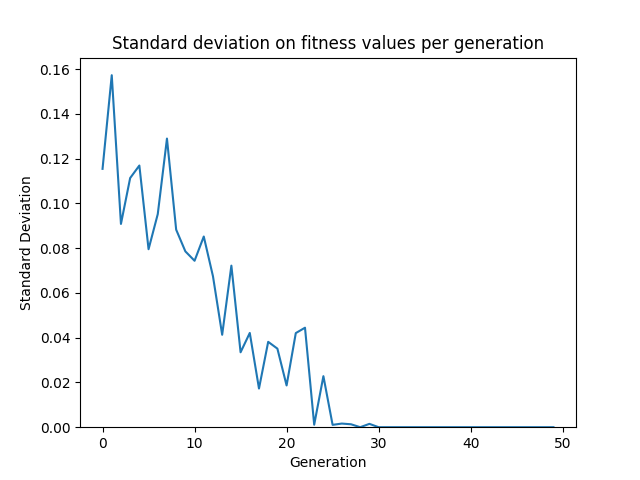 Standard deviation on fitness values per generation
0.16
0.14
0.12
0.10
0.08
0.06
0.04
0.02
0.00
Standard Deviation
0 10 20 30 40 50
Generation